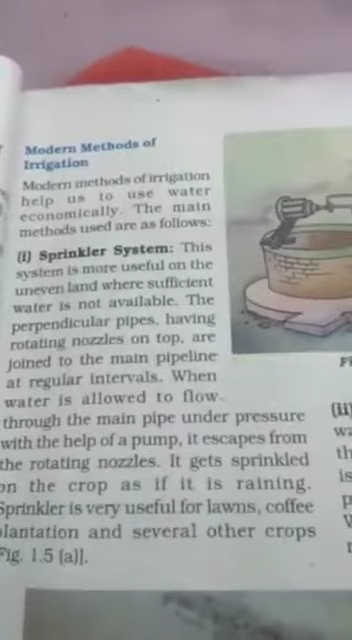 Modern Methods of
Irrigation
Modern methods of irrigation
help us to use water
economically. The main
methods used are as follows:
(i) Sprinkler System: This
system is more useful on the
uneven land where sufficient
water is not available. The
perpendicular pipes, having
rotating nozzles on top, are
joined to the main pipeline
at regular intervals. When
water is allowed to flow
through the main pipe under pressure
with the help of a pump, it escapes from
the rotating nozzles. It gets sprinkled
on the crop as if it is raining.
Sprinkler is very useful for lawns, coffee
plantation and several other crops
Fig. 1.5 (a)].
(ii)